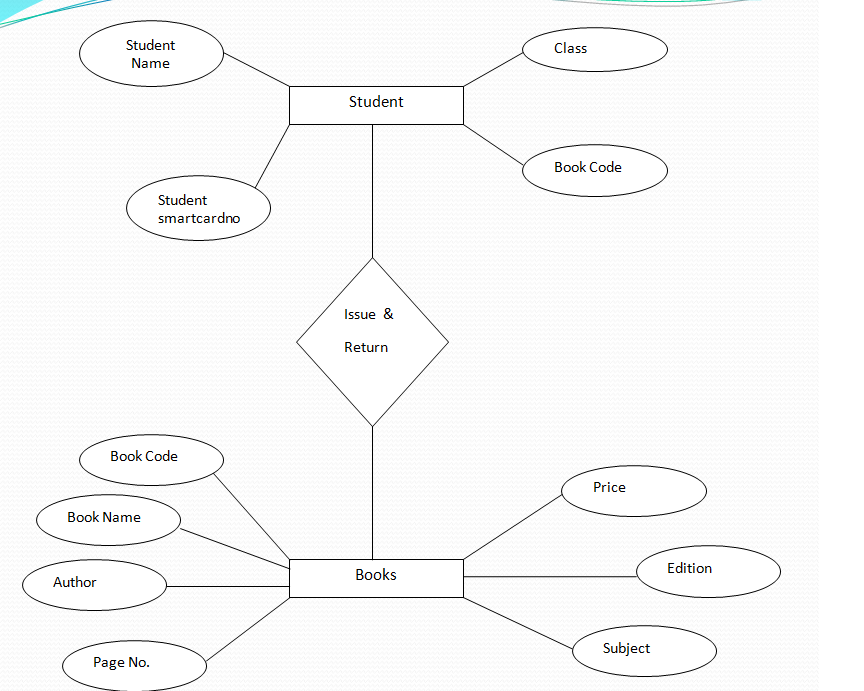 Student
Name
Class
Student
Book Code
Student
smartcardno
Issue &
Return
Book Code
Price
Book Name
Edition
Books
Author
Subject
Page No.